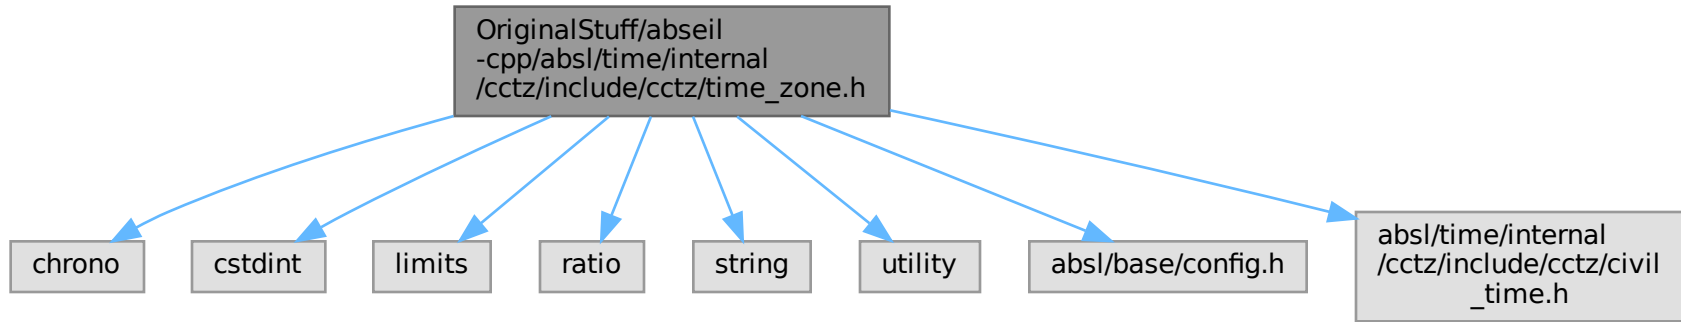 OriginalStuff/abseil
-cpp/absl/time/internal
/cctz/include/cctz/time_zone.h
chrono
cstdint
limits
ratio
string
utility
absl/base/config.h
absl/time/internal
/cctz/include/cctz/civil
_time.h